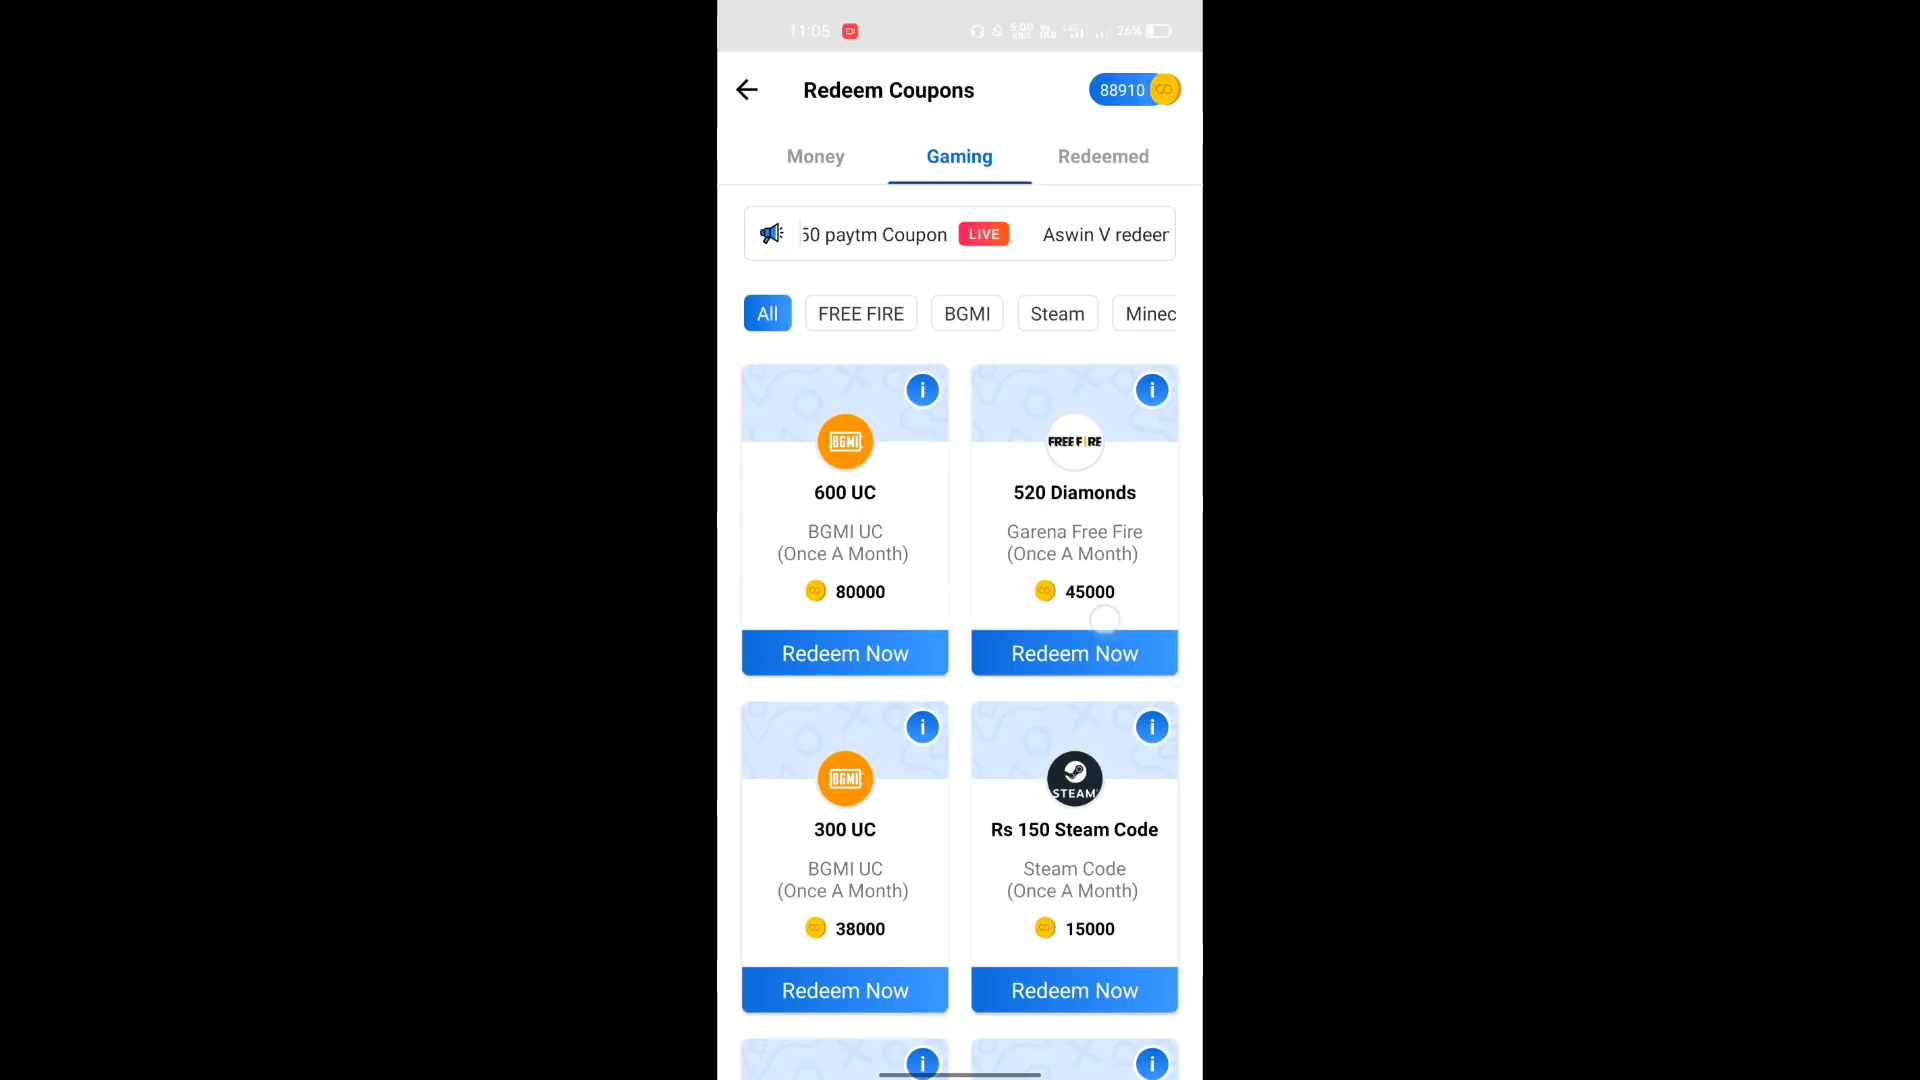 11:05
5.00 KB/S 26%
Redeem Coupons
88910
Money Gaming Redeemed
50 paytm Coupon LIVE Aswin V redeer
All FREE FIRE BGMI Steam Minec
i i
BGMI FREE FIRE
600 UC 520 Diamonds
BGMI UC Garena Free Fire
(Once A Month) (Once A Month)
80000 45000
Redeem Now Redeem Now
i i
BGMI STEAM
300 UC Rs 150 Steam Code
BGMI UC Steam Code
(Once A Month) (Once A Month)
38000 15000
Redeem Now Redeem Now
i i